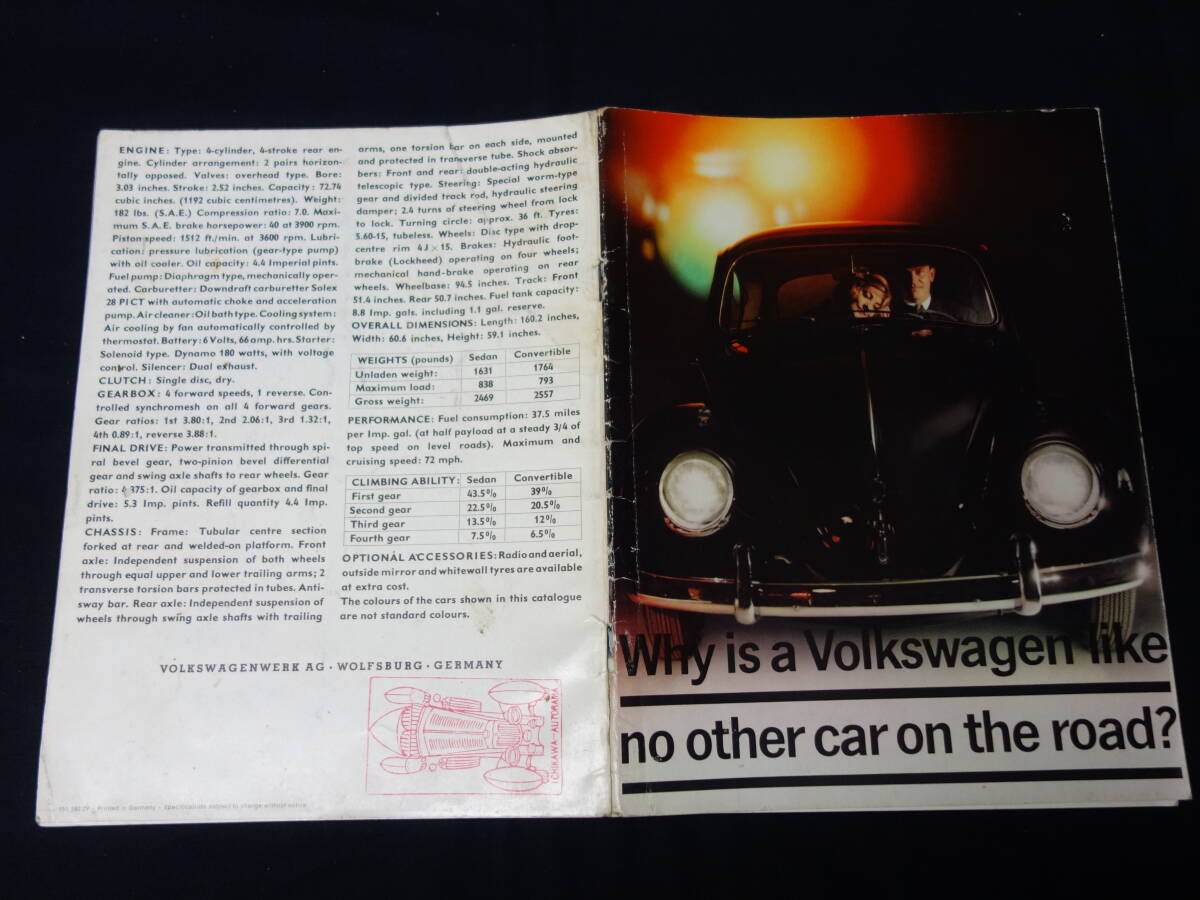 ENGINE: Type: 4-cylinder, 4-stroke rear en-
gine. Cylinder arrangement: 2 pairs horizon-
tally opposed. Valves: overhead type. Bore:
3.03 inches. Stroke: 2.52 inches. Capacity: 72.74
cubic inches. (1192 cubic centimetres). Weight:
182 lbs. (S.A.E.) Compression ratio: 7.0. Maxi-
mum S.A.E. brake horsepower: 40 at 3900 rpm.
Piston speed: 1512 ft./min. at 3600 rpm. Lubri-
cation: pressure lubrication (gear-type pump)
with oil cooler. Oil capacity: 4.4 Imperial pints.
Fuel pump: Diaphragm type, mechanically oper-
ated. Carburetter: Downdraft carburetter Solex
28 PICT with automatic choke and acceleration
pump. Air cleaner: Oil bath type. Cooling system:
Air cooling by fan automatically controlled by
thermostat. Battery: 6 Volts, 66 amp. hrs. Starter:
Solenoid type. Dynamo 180 watts, with voltage
control. Silencer: Dual exhaust.
CLUTCH: Single disc, dry.
GEARBOX: 4 forward speeds, 1 reverse. Con-
trolled synchromesh on all 4 forward gears.
Gear ratios: 1st 3.80:1, 2nd 2.06:1, 3rd 1.32:1,
4th 0.89:1, reverse 3.88:1.
FINAL DRIVE: Power transmitted through spi-
ral bevel gear, two-pinion bevel differential
gear and swing axle shafts to rear wheels. Gear
ratio: 4.375:1. Oil capacity of gearbox and final
drive: 5.3 Imp. pints. Refill quantity 4.4 Imp.
pints.
CHASSIS: Frame: Tubular centre section
forked at rear and welded-on platform. Front
axle: Independent suspension of both wheels
through equal upper and lower trailing arms; 2
transverse torsion bars protected in tubes. Anti-
sway bar. Rear axle: Independent suspension of
wheels through swing axle shafts with trailing
arms, one torsion bar on each side, mounted
and protected in transverse tube. Shock absor-
bers: Front and rear: double-acting hydraulic
telescopic type. Steering: Special worm-type
gear and divided track rod, hydraulic steering
damper; 2.4 turns of steering wheel from lock
to lock. Turning circle: approx. 36 ft. Tyres:
5.60-15, tubeless. Wheels: Disc type with drop-
centre rim 4 J × 15. Brakes: Hydraulic foot-
brake (Lockheed) operating on four wheels;
mechanical hand-brake operating on rear
wheels. Wheelbase: 94.5 inches. Track: Front
51.4 inches. Rear 50.7 inches. Fuel tank capacity:
8.8 Imp. gals. including 1.1 gal. reserve.
OVERALL DIMENSIONS: Length: 160.2 inches,
Width: 60.6 inches, Height: 59.1 inches.
WEIGHTS (pounds) Sedan Convertible
Unladen weight: 1631 1764
Maximum load: 838 793
Gross weight: 2469 2557
PERFORMANCE: Fuel consumption: 37.5 miles
per Imp. gal. (at half payload at a steady 3/4 of
top speed on level roads). Maximum and
cruising speed: 72 mph.
CLIMBING ABILITY: Sedan Convertible
First gear 43.5% 39%
Second gear 22.5% 20.5%
Third gear 13.5% 12%
Fourth gear 7.5% 6.5%
OPTIONAL ACCESSORIES: Radio and aerial,
outside mirror and whitewall tyres are available
at extra cost.
The colours of the cars shown in this catalogue
are not standard colours.
VOLKSWAGENWERK AG · WOLFSBURG · GERMANY
ICHIKAWA-AUTORAMA
Printed in Germany · Specifications subject to change without notice
Why is a Volkswagen like
no other car on the road?